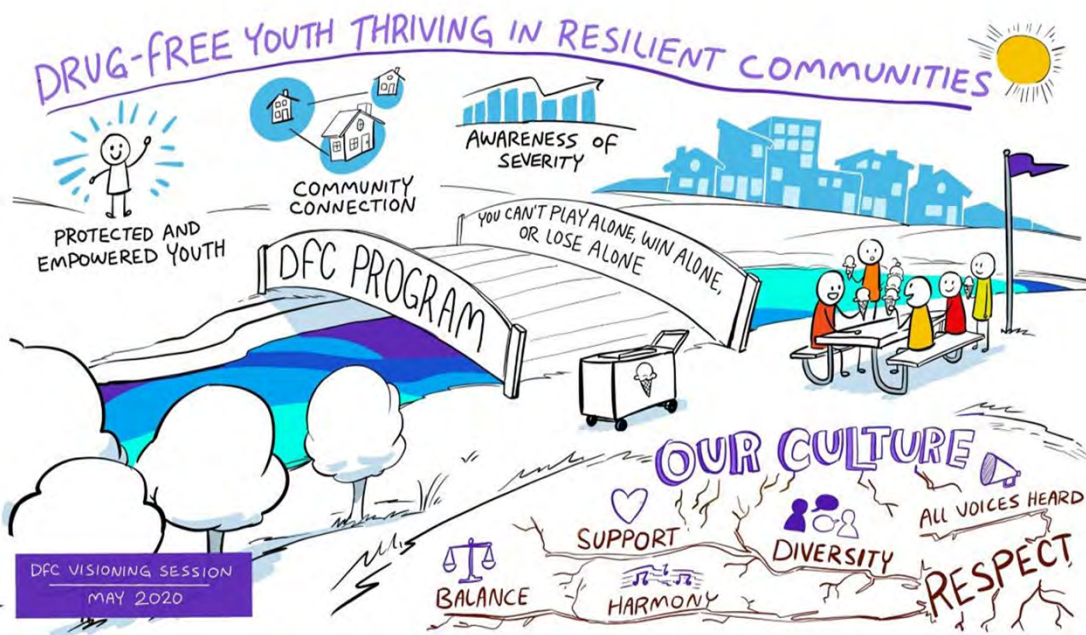 DRUG-FREE YOUTH THRIVING IN RESILIENT COMMUNITIES
PROTECTED AND
EMPOWERED YOUTH
COMMUNITY
CONNECTION
AWARENESS OF
SEVERITY
DFC PROGRAM
YOU CAN'T PLAY ALONE, WIN ALONE,
OR LOSE ALONE
OUR CULTURE
SUPPORT
DIVERSITY
ALL VOICES HEARD
BALANCE
HARMONY
RESPECT
DFC VISIONING SESSION
MAY 2020